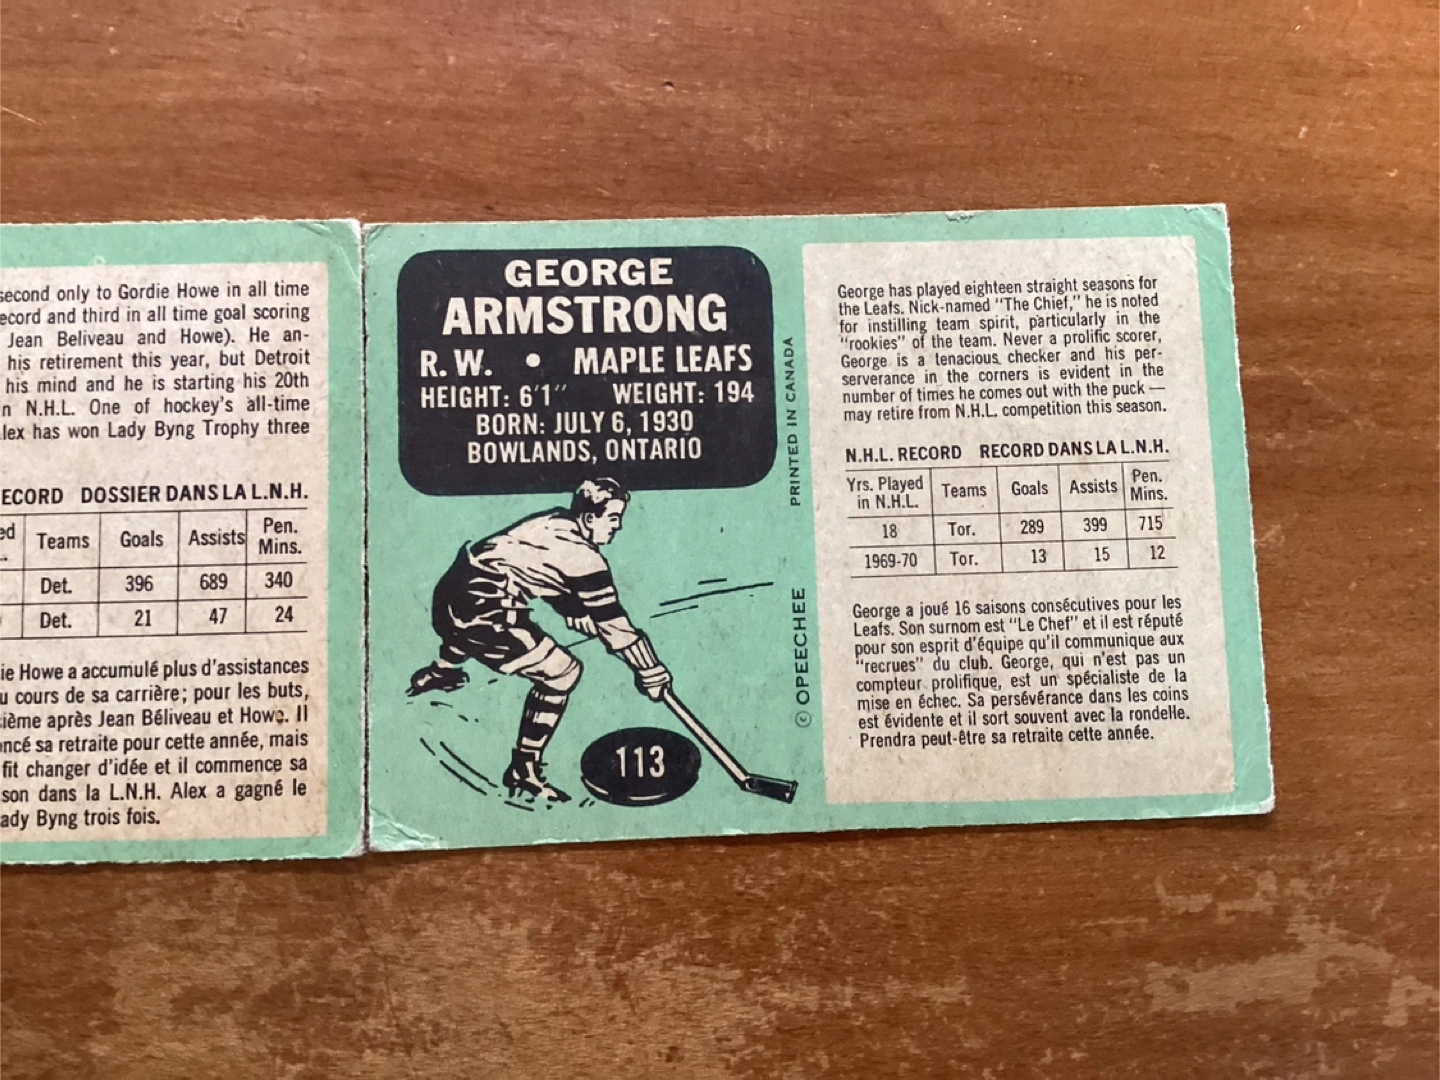 second only to Gordie Howe in all time
ecord and third in all time goal scoring
Jean Beliveau and Howe). He an-
his retirement this year, but Detroit
his mind and he is starting his 20th
n N.H.L. One of hockey's all-time
lex has won Lady Byng Trophy three
ECORD DOSSIER DANS LA L.N.H.
ed Teams Goals Assists Pen. Mins.
Det. 396 689 340
Det. 21 47 24
ie Howe a accumulé plus d'assistances
u cours de sa carrière; pour les buts,
ième après Jean Béliveau et Howe. Il
ncé sa retraite pour cette année, mais
fit changer d'idée et il commence sa
son dans la L.N.H. Alex a gagné le
ady Byng trois fois.
GEORGE
ARMSTRONG
R.W. • MAPLE LEAFS
HEIGHT: 6'1" WEIGHT: 194
BORN: JULY 6, 1930
BOWLANDS, ONTARIO
113
© OPEECHEE PRINTED IN CANADA
George has played eighteen straight seasons for
the Leafs. Nick-named "The Chief," he is noted
for instilling team spirit, particularly in the
"rookies" of the team. Never a prolific scorer,
George is a tenacious checker and his per-
serverance in the corners is evident in the
number of times he comes out with the puck —
may retire from N.H.L. competition this season.
N.H.L. RECORD RECORD DANS LA L.N.H.
Yrs. Played in N.H.L. Teams Goals Assists Pen. Mins.
18 Tor. 289 399 715
1969-70 Tor. 13 15 12
George a joué 16 saisons consécutives pour les
Leafs. Son surnom est "Le Chef" et il est réputé
pour son esprit d'équipe qu'il communique aux
"recrues" du club. George, qui n'est pas un
compteur prolifique, est un spécialiste de la
mise en échec. Sa persévérance dans les coins
est évidente et il sort souvent avec la rondelle.
Prendra peut-être sa retraite cette année.